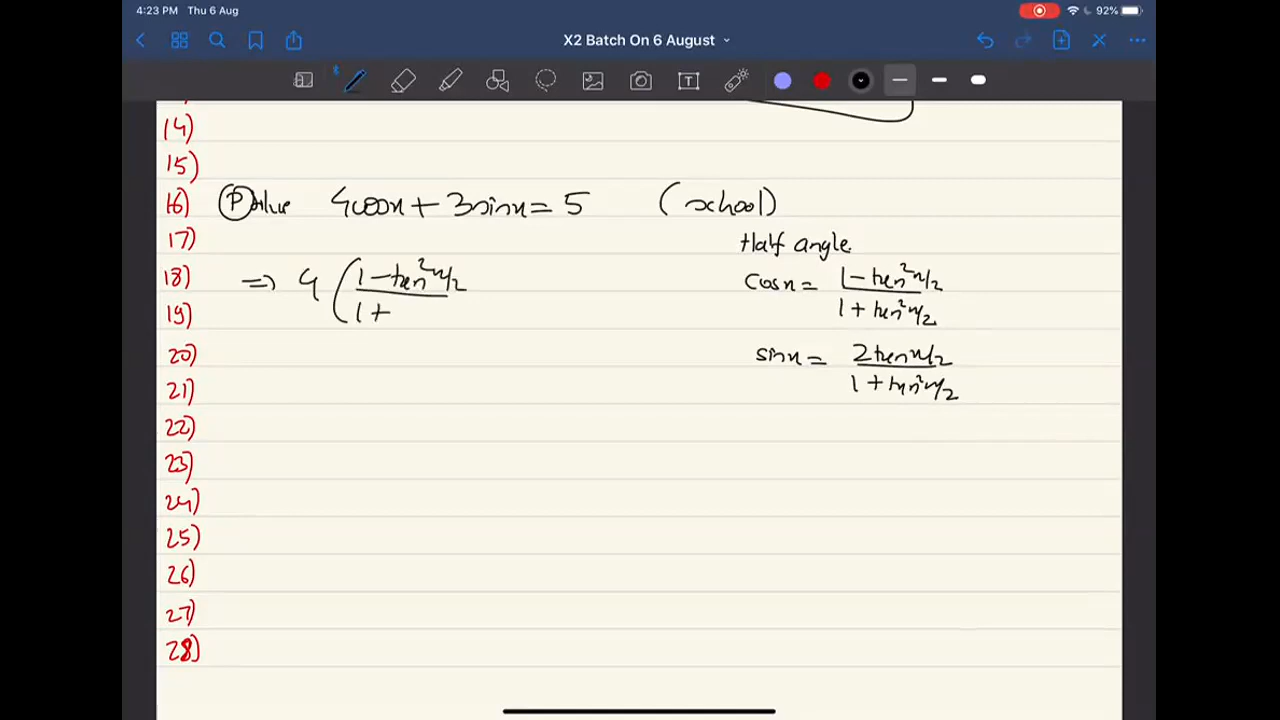 4:23 PM Thu 6 Aug 92%
X2 Batch On 6 August
14)
15)
16) (P) Solve 4cosx + 3sinx = 5 (school)
17) Half angle
18) => 4 ( 1 - tan²x/2 cosx = 1 - tan²x/2
19) 1 + 1 + tan²x/2
20) sinx = 2tanx/2
21) 1 + tan²x/2
22)
23)
24)
25)
26)
27)
28)